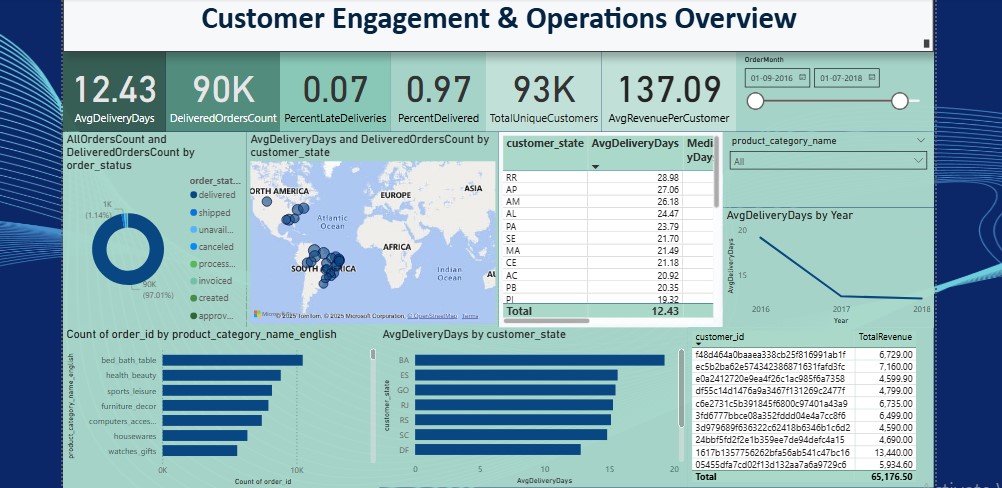 Customer Engagement & Operations Overview
12.43
AvgDeliveryDays
90K
DeliveredOrdersCount
0.07
PercentLateDeliveries
0.97
PercentDelivered
93K
TotalUniqueCustomers
137.09
AvgRevenuePerCustomer
OrderMonth
01-09-2016
01-07-2018
AllOrdersCount and
DeliveredOrdersCount by
order_status
order_stat...
delivered
shipped
unavail...
canceled
process...
invoiced
created
approv...
1K
(1.14%)
90K
(97.01%)
AvgDeliveryDays and DeliveredOrdersCount by
customer_state
ORTH AMERICA
EUROPE
ASIA
Atlantic
Ocean
AFRICA
SOUTH AMERICA
Indian
Ocean
AU
© 2025 TomTom, © 2025 Microsoft Corporation, © OpenStreetMap Terms
customer_state AvgDeliveryDays Medi
yDay
RR 28.98
AP 27.06
AM 26.18
AL 24.47
PA 23.79
SE 21.70
MA 21.49
CE 21.18
AC 20.92
PB 20.35
PI 19.32
Total 12.43
product_category_name
All
AvgDeliveryDays by Year
AvgDeliveryDays
20
15
2016 2017 2018
Year
Count of order_id by product_category_name_english
product_category_name_english
bed_bath_table
health_beauty
sports_leisure
furniture_decor
computers_acces...
housewares
watches_gifts
0K 10K
Count of order_id
AvgDeliveryDays by customer_state
customer_state
BA
ES
GO
RJ
RS
SC
DF
0 5 10 15 20
AvgDeliveryDays
customer_id TotalRevenue
f48d464a0baaea338cb25f816991ab1f 6,729.00
ec5b2ba62e574342386871631fafd3fc 7,160.00
e0a2412720e9ea4f26c1ac985f6a7358 4,599.90
df55c14d1476a9a3467f131269c2477f 4,799.00
c6e2731c5b391845f6800c97401a43a9 6,735.00
3fd6777bbce08a352fddd04e4a7cc8f6 6,499.00
3d979689f636322c62418b6346b1c6d2 4,590.00
24bbf5fd2f2e1b359ee7de94defc4a15 4,690.00
1617b1357756262bfa56ab541c47bc16 13,440.00
05455dfa7cd02f13d132aa7a6a9729c6 5,934.60
Total 65,176.50